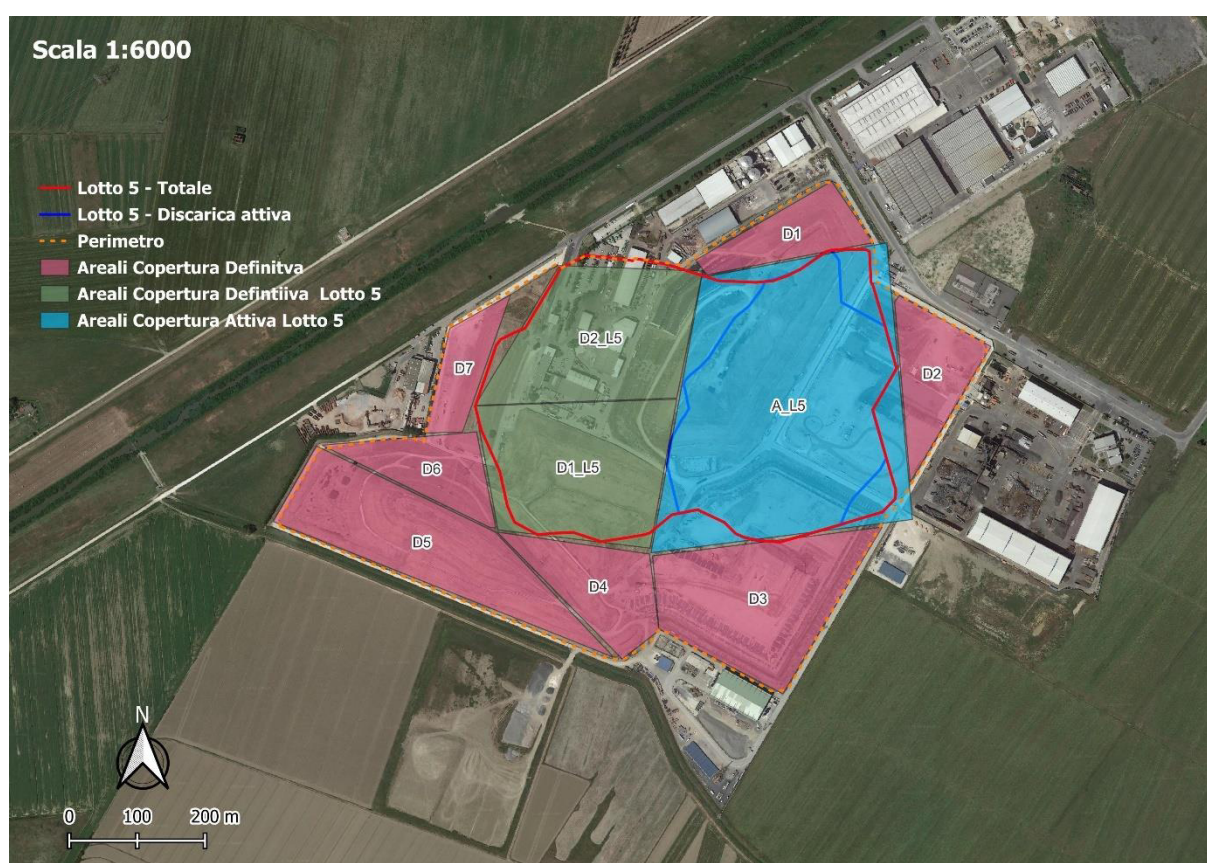 Scala 1:6000
Lotto 5 - Totale
Lotto 5 - Discarica attiva
Perimetro
Areali Copertura Definitva
Areali Copertura Defintiiva Lotto 5
Areali Copertura Attiva Lotto 5
D1
D2_L5
D7
D2
A_L5
D6
D1_L5
D5
D4
D3
N
0 100 200 m